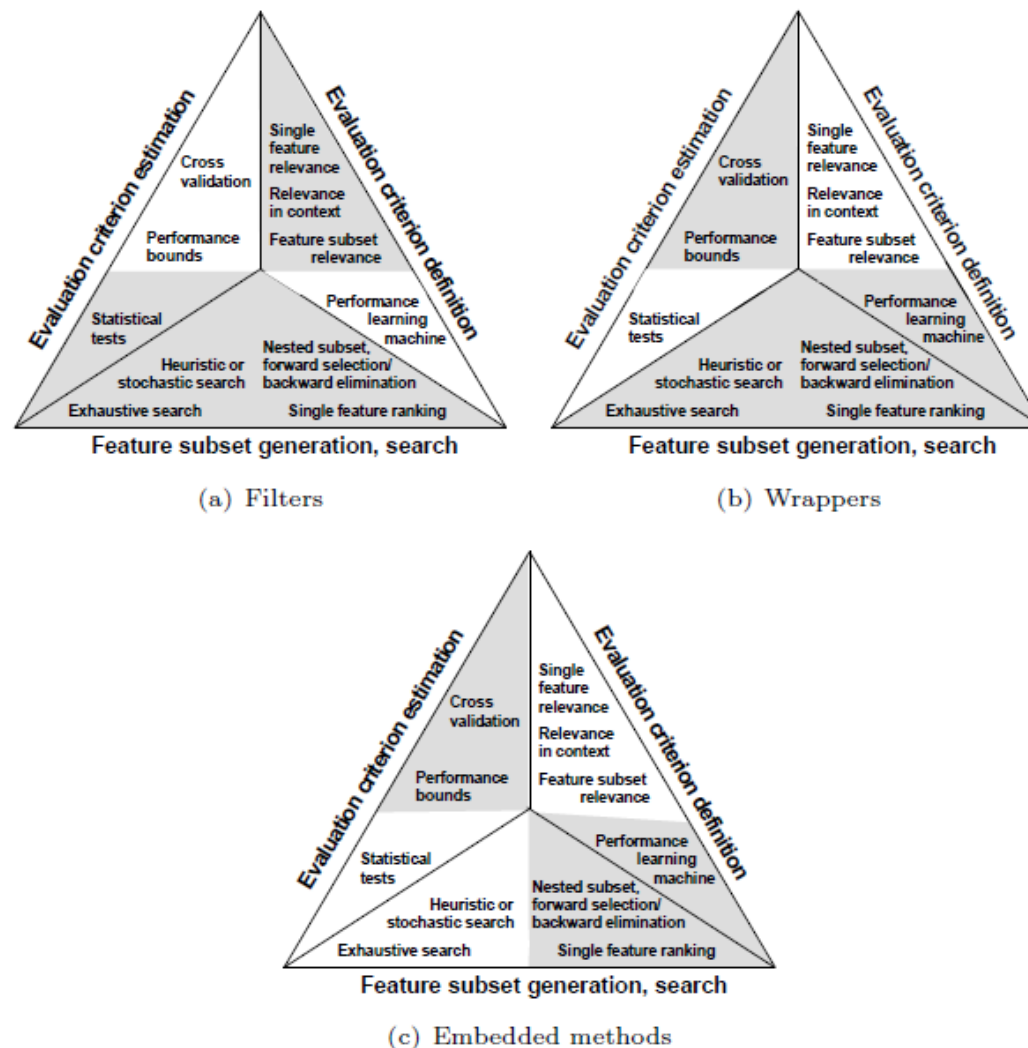 Evaluation criterion estimation
Evaluation criterion definition
Cross
validation
Performance
bounds
Statistical
tests
Single
feature
relevance
Relevance
in context
Feature subset
relevance
Performance
learning
machine
Heuristic or
stochastic search
Exhaustive search
Nested subset,
forward selection/
backward elimination
Single feature ranking
Feature subset generation, search
(a) Filters
Evaluation criterion estimation
Evaluation criterion definition
Cross
validation
Performance
bounds
Statistical
tests
Single
feature
relevance
Relevance
in context
Feature subset
relevance
Performance
learning
machine
Heuristic or
stochastic search
Exhaustive search
Nested subset,
forward selection/
backward elimination
Single feature ranking
Feature subset generation, search
(b) Wrappers
Evaluation criterion estimation
Evaluation criterion definition
Cross
validation
Performance
bounds
Statistical
tests
Single
feature
relevance
Relevance
in context
Feature subset
relevance
Performance
learning
machine
Heuristic or
stochastic search
Exhaustive search
Nested subset,
forward selection/
backward elimination
Single feature ranking
Feature subset generation, search
(c) Embedded methods